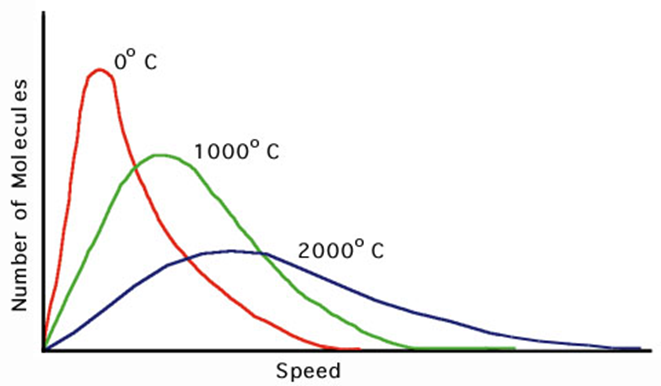 0° C
1000° C
2000° C
Number of Molecules
Speed